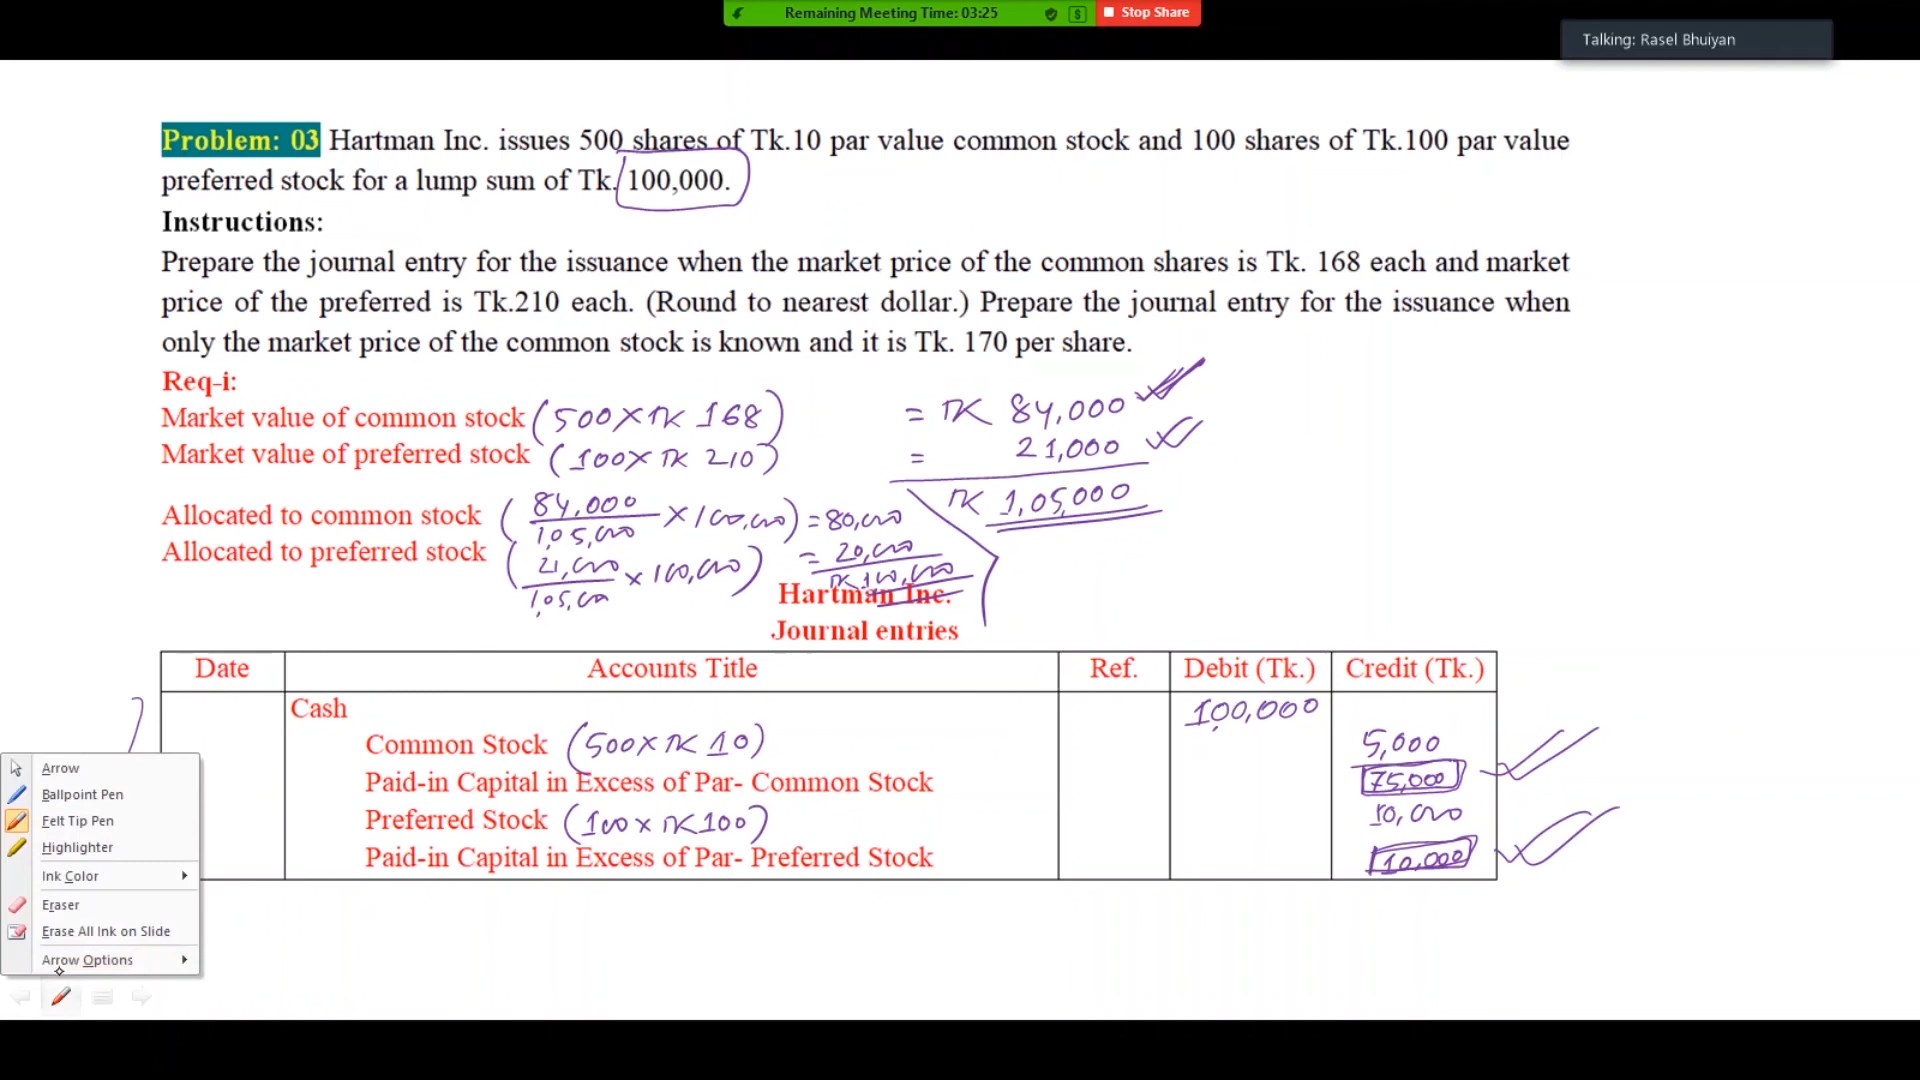 Remaining Meeting Time: 03:25
Stop Share
Talking: Rasel Bhuiyan
Problem: 03 Hartman Inc. issues 500 shares of Tk.10 par value common stock and 100 shares of Tk.100 par value
preferred stock for a lump sum of Tk. 100,000.
Instructions:
Prepare the journal entry for the issuance when the market price of the common shares is Tk. 168 each and market
price of the preferred is Tk.210 each. (Round to nearest dollar.) Prepare the journal entry for the issuance when
only the market price of the common stock is known and it is Tk. 170 per share.
Req-i:
Market value of common stock (500 X TK 168) = TK 84,000
Market value of preferred stock (100 X TK 210) = 21,000
TK 1,05,000
Allocated to common stock (84,000 / 1,05,000 X 100,000) = 80,000
Allocated to preferred stock (21,000 / 1,05,000 X 100,000) = 20,000
TK 100,000
Hartman Inc.
Journal entries
Date Accounts Title Ref. Debit (Tk.) Credit (Tk.)
Cash 100,000
Common Stock (500 X TK 10) 5,000
Paid-in Capital in Excess of Par- Common Stock 75,000
Preferred Stock (100 X TK 100) 10,000
Paid-in Capital in Excess of Par- Preferred Stock 10,000
Arrow
Ballpoint Pen
Felt Tip Pen
Highlighter
Ink Color
Eraser
Erase All Ink on Slide
Arrow Options